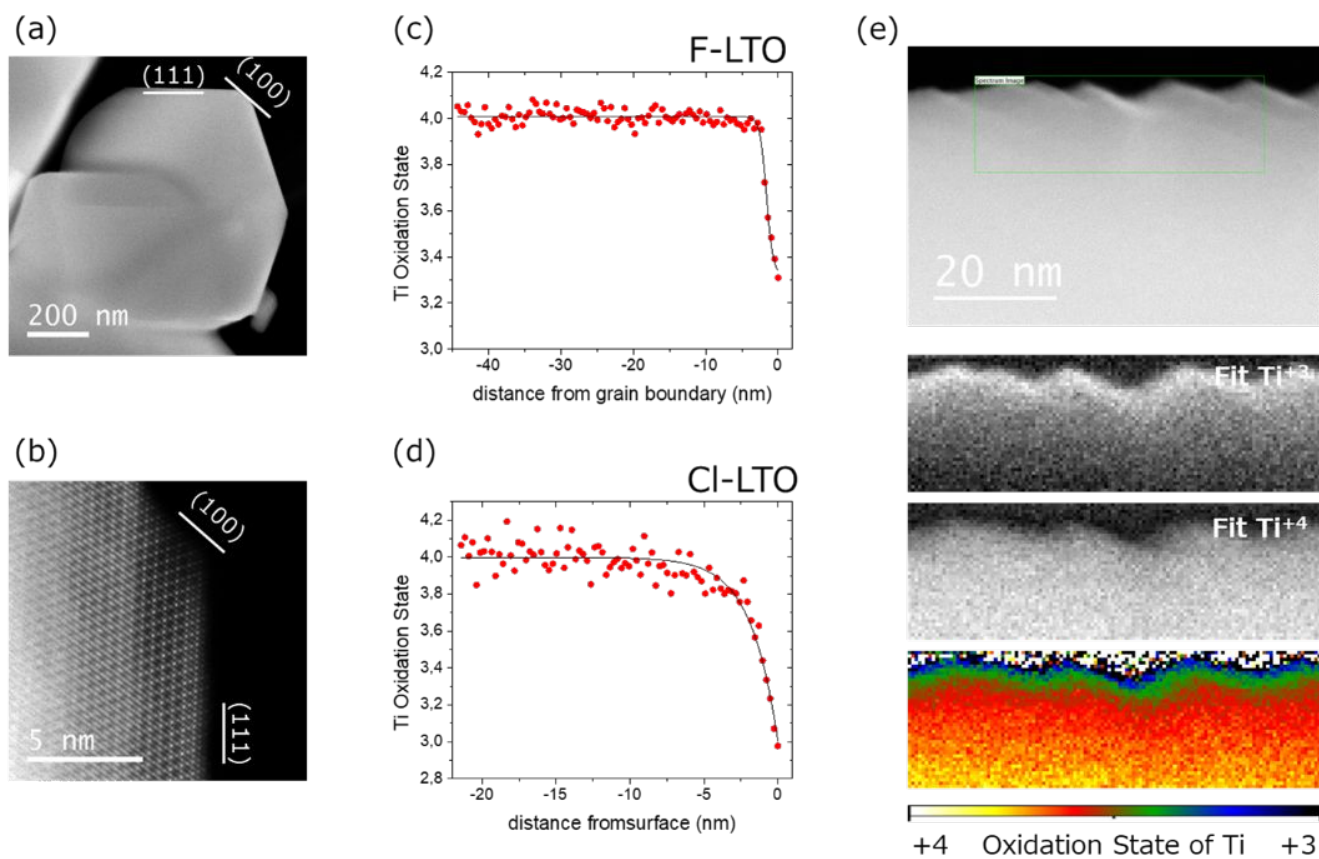 (a)
(111)
(100)
200 nm
(b)
(100)
5 nm
(111)
(c)
F-LTO
4,2
4,0
3,8
3,6
3,4
3,2
3,0
Ti Oxidation State
-40
-30
-20
-10
0
distance from grain boundary (nm)
(d)
Cl-LTO
4,2
4,0
3,8
3,6
3,4
3,2
3,0
2,8
Ti Oxidation State
-20
-15
-10
-5
0
distance fromsurface (nm)
(e)
Spectrum Image
20 nm
Fit Ti+3
Fit Ti+4
+4 Oxidation State of Ti +3